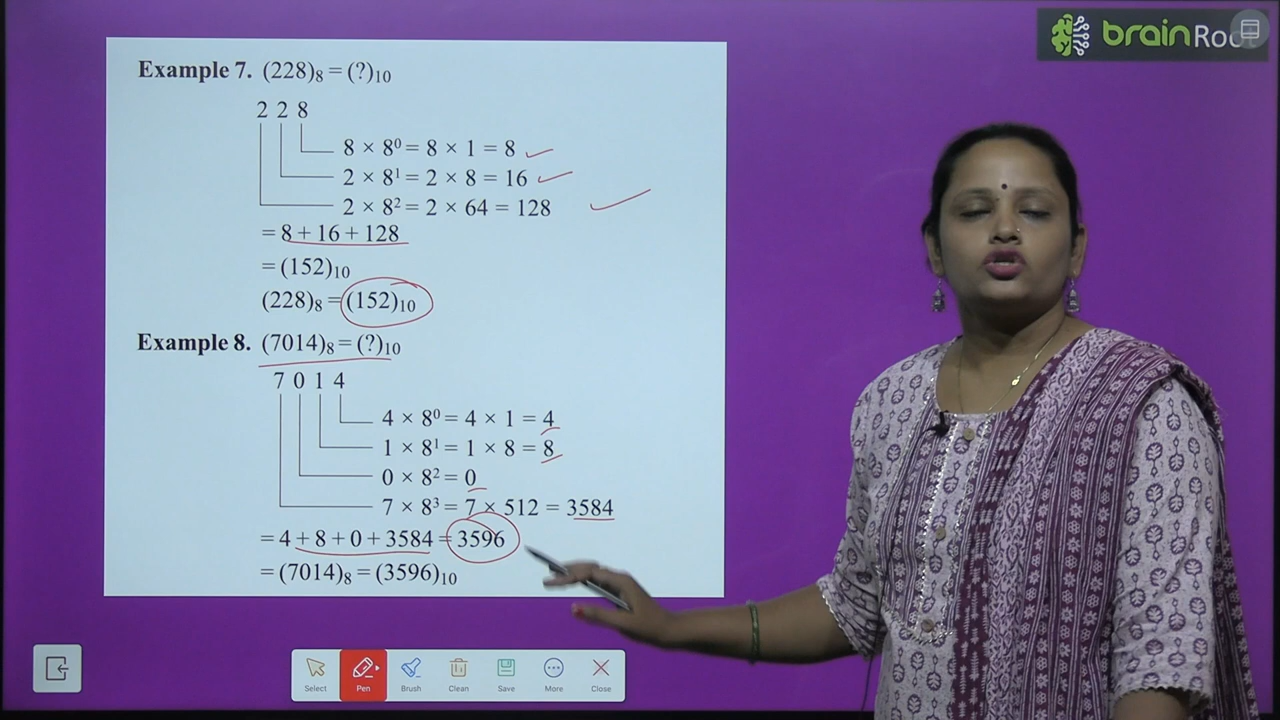 brainRoot
Example 7. (228)₈ = (?)₁₀
2 2 8
8 × 8⁰ = 8 × 1 = 8
2 × 8¹ = 2 × 8 = 16
2 × 8² = 2 × 64 = 128
= 8 + 16 + 128
= (152)₁₀
(228)₈ = (152)₁₀
Example 8. (7014)₈ = (?)₁₀
7 0 1 4
4 × 8⁰ = 4 × 1 = 4
1 × 8¹ = 1 × 8 = 8
0 × 8² = 0
7 × 8³ = 7 × 512 = 3584
= 4 + 8 + 0 + 3584 = 3596
= (7014)₈ = (3596)₁₀
Select Pen Brush Clean Save More Close